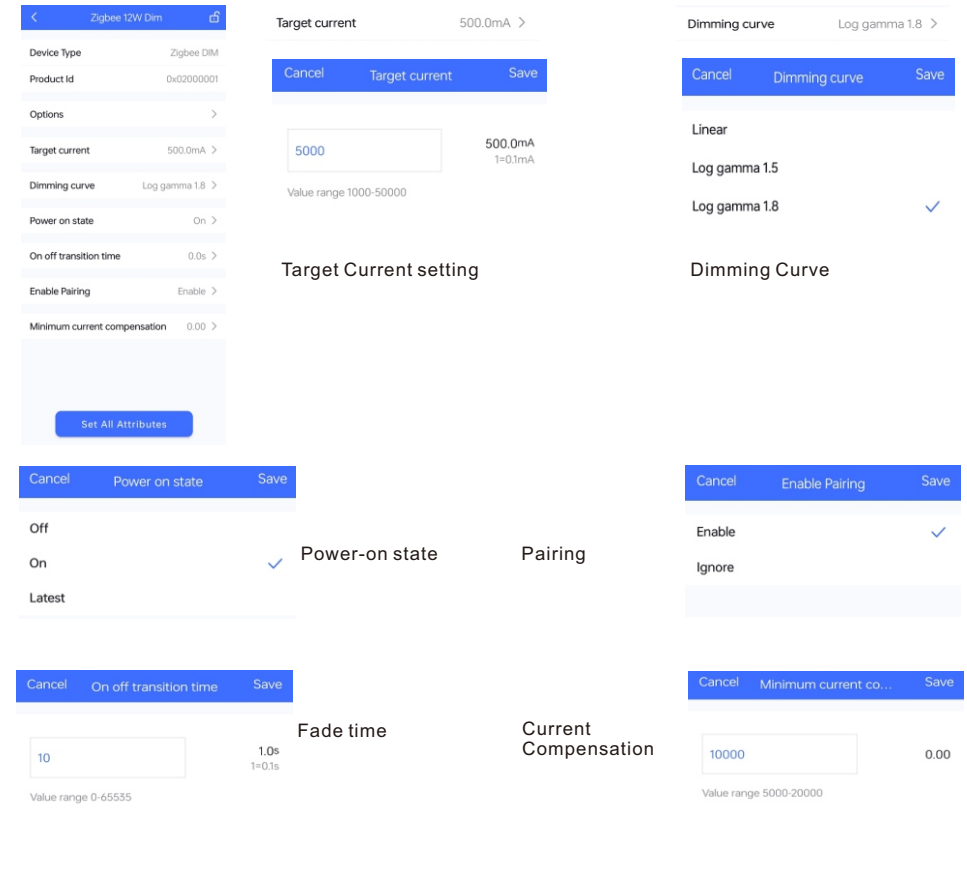 Zigbee 12W Dim
Device Type Zigbee DIM
Product Id 0x02000001
Options
Target current 500.0mA
Dimming curve Log gamma 1.8
Power on state On
On off transition time 0.0s
Enable Pairing Enable
Minimum current compensation 0.00
Set All Attributes
Target current 500.0mA
Cancel Target current Save
5000 500.0mA
1=0.1mA
Value range 1000-50000
Target Current setting
Dimming curve Log gamma 1.8
Cancel Dimming curve Save
Linear
Log gamma 1.5
Log gamma 1.8
Dimming Curve
Cancel Power on state Save
Off
On
Latest
Power-on state
Pairing
Cancel Enable Pairing Save
Enable
Ignore
Cancel On off transition time Save
10 1.0s
1=0.1s
Value range 0-65535
Fade time
Current
Compensation
Cancel Minimum current co... Save
10000 0.00
Value range 5000-20000